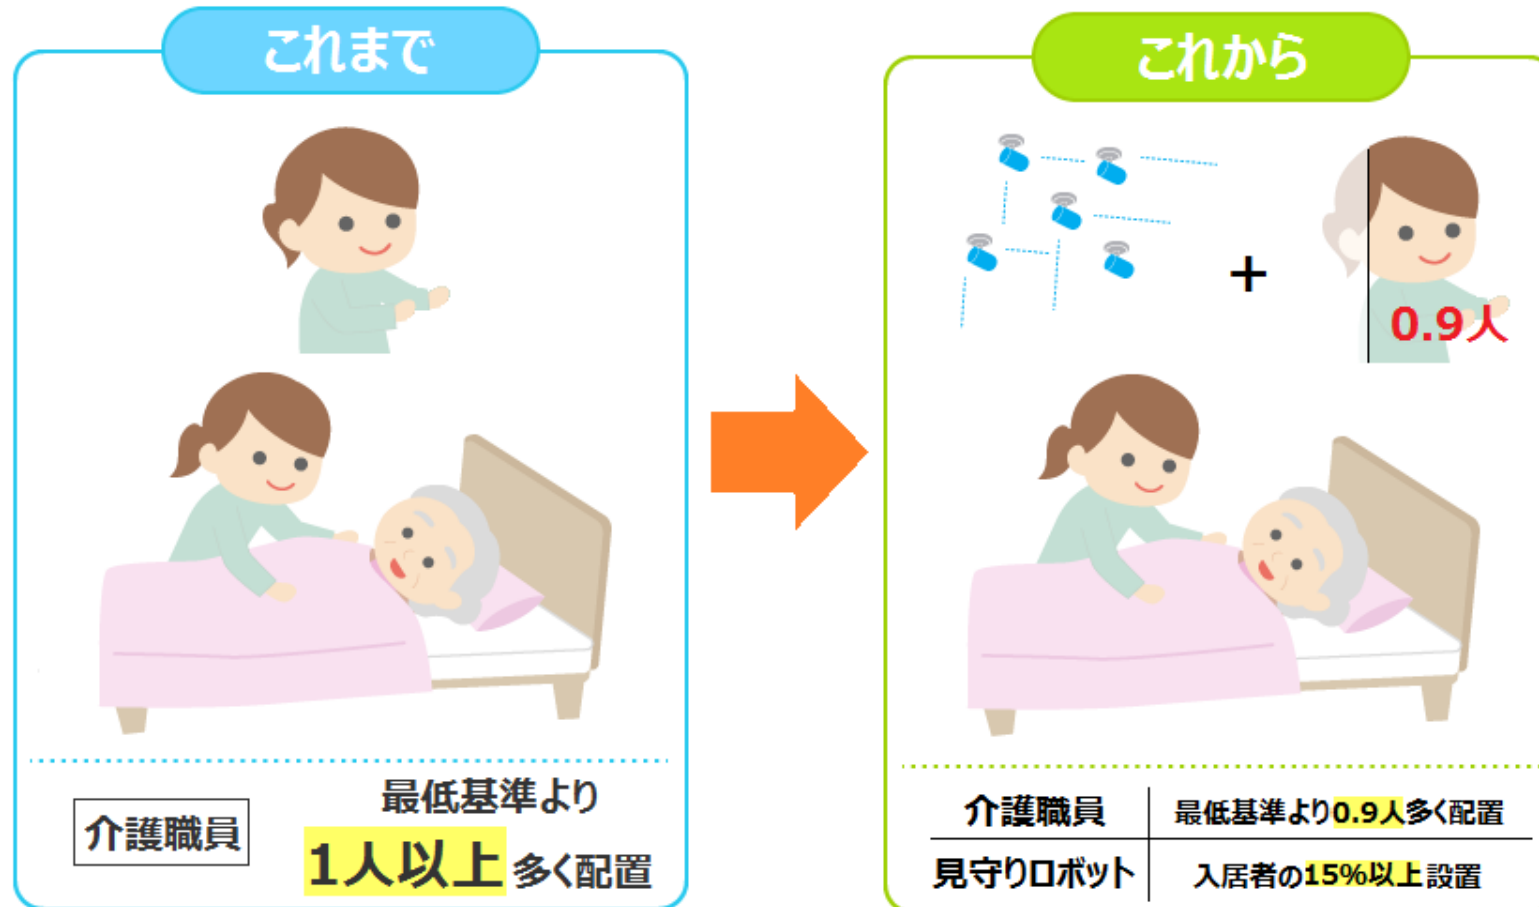 これまで
介護職員
最低基準より
1人以上多く配置
これから
+
0.9人
介護職員 最低基準より0.9人多く配置
見守りロボット 入居者の15%以上設置